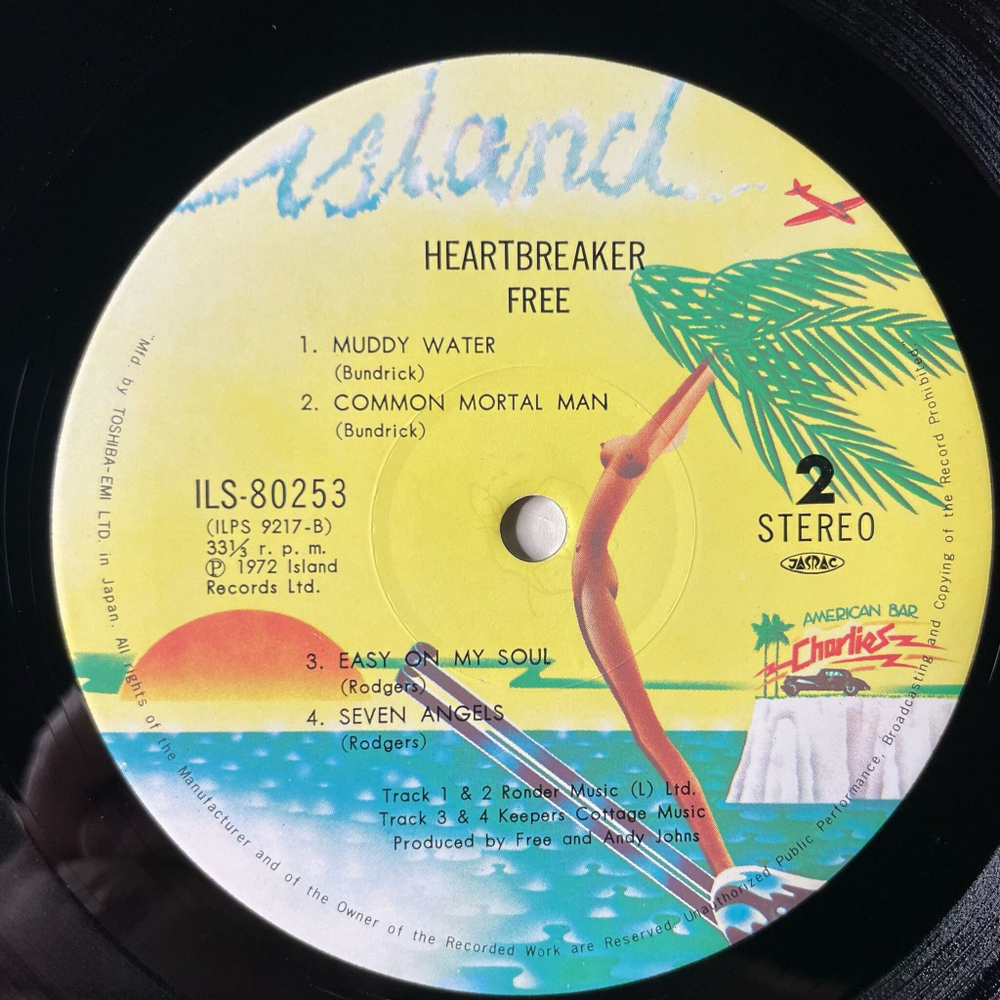 island
HEARTBREAKER
FREE
1. MUDDY WATER
(Bundrick)
2. COMMON MORTAL MAN
(Bundrick)
ILS-80253
(ILPS 9217-B)
33⅓ r. p. m.
Ⓟ 1972 Island
Records Ltd.
2
STEREO
JASRAC
AMERICAN BAR
Charlies
3. EASY ON MY SOUL
(Rodgers)
4. SEVEN ANGELS
(Rodgers)
Track 1 & 2 Ronder Music (L) Ltd.
Track 3 & 4 Keepers Cottage Music
Produced by Free and Andy Johns
"Mfd. by TOSHIBA-EMI LTD. in Japan. All rights of the Manufacturer and of the Owner of the Recorded Work are Reserved. Unauthorized Public Performance, Broadcasting and Copying of the Record Prohibited."